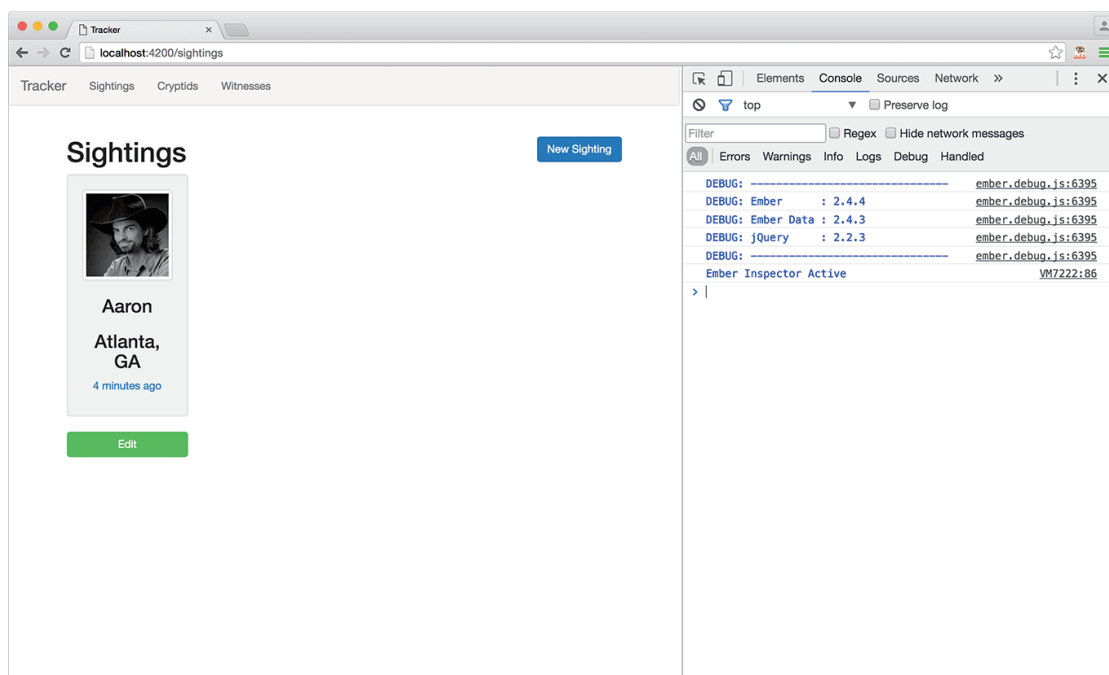 Tracker
localhost:4200/sightings
Tracker Sightings Cryptids Witnesses
Sightings
New Sighting
Aaron
Atlanta,
GA
4 minutes ago
Edit
Elements Console Sources Network »
top Preserve log
Filter Regex Hide network messages
All Errors Warnings Info Logs Debug Handled
DEBUG: ------------------------------- ember.debug.js:6395
DEBUG: Ember : 2.4.4 ember.debug.js:6395
DEBUG: Ember Data : 2.4.3 ember.debug.js:6395
DEBUG: jQuery : 2.2.3 ember.debug.js:6395
DEBUG: ------------------------------- ember.debug.js:6395
Ember Inspector Active VM7222:86
>